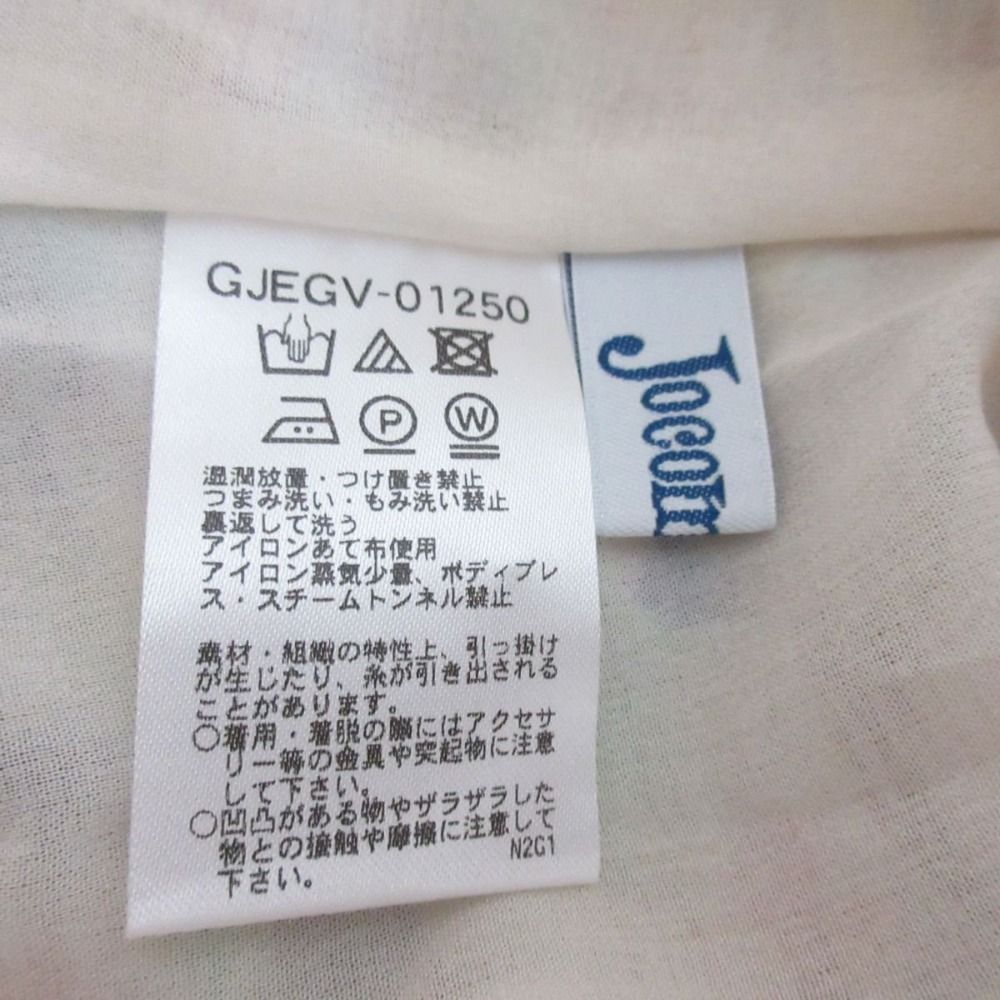 GJEGV-01250
P W
湿潤放置・つけ置き禁止
つまみ洗い・もみ洗い禁止
裏返して洗う
アイロンあて布使用
アイロン蒸気少量、ボディプレ
ス・スチームトンネル禁止
素材・組織の特性上、引っ掛け
が生じたり、糸が引き出される
ことがあります。
○着用・着脱の際にはアクセサ
リー等の金具や突起物に注意
して下さい。
○凹凸がある物やザラザラした
物との接触や摩擦に注意して
下さい。
N2G1